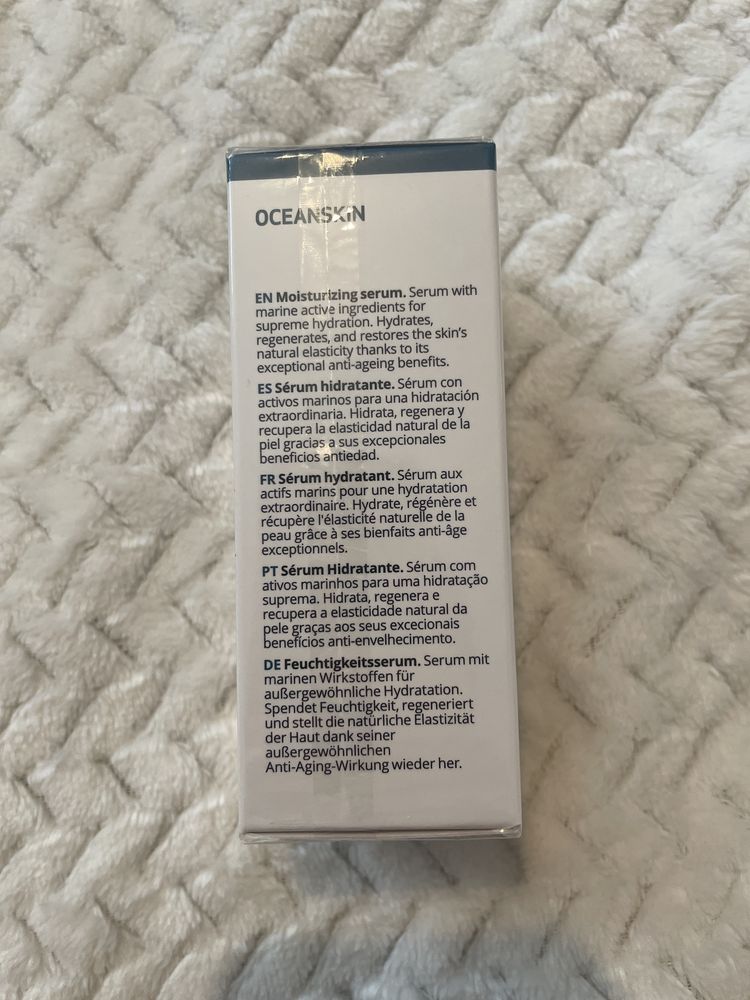 OCEANSKIN
EN Moisturizing serum. Serum with
marine active ingredients for
supreme hydration. Hydrates,
regenerates, and restores the skin's
natural elasticity thanks to its
exceptional anti-ageing benefits.
ES Sérum hidratante. Sérum con
activos marinos para una hidratación
extraordinaria. Hidrata, regenera y
recupera la elasticidad natural de la
piel gracias a sus excepcionales
beneficios antiedad.
FR Sérum hydratant. Sérum aux
actifs marins pour une hydratation
extraordinaire. Hydrate, régénère et
récupère l'élasticité naturelle de la
peau grâce à ses bienfaits anti-âge
exceptionnels.
PT Sérum Hidratante. Sérum com
ativos marinhos para uma hidratação
suprema. Hidrata, regenera e
recupera a elasticidade natural da
pele graças aos seus excecionais
benefícios anti-envelhecimento.
DE Feuchtigkeitsserum. Serum mit
marinen Wirkstoffen für
außergewöhnliche Hydratation.
Spendet Feuchtigkeit, regeneriert
und stellt die natürliche Elastizität
der Haut dank seiner
außergewöhnlichen
Anti-Aging-Wirkung wieder her.